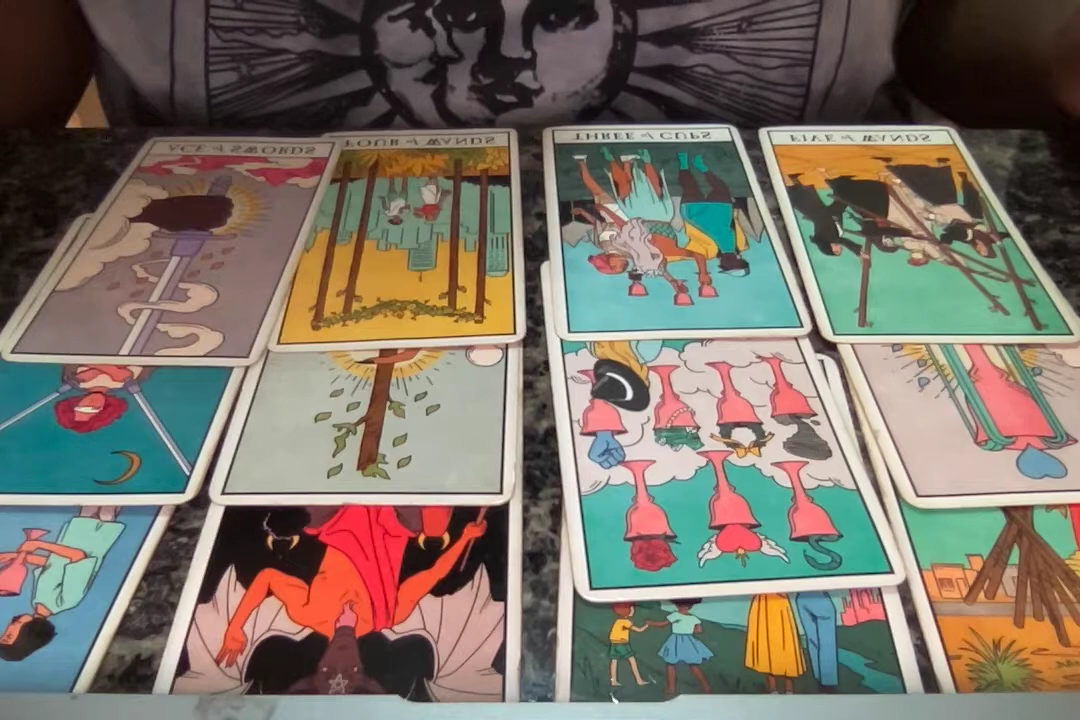 ACE of SWORDS
FOUR of WANDS
THREE of CUPS
FIVE of WANDS